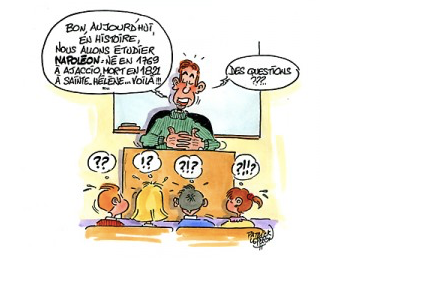 BON, AUJOURD'HUI,
EN HISTOIRE,
NOUS ALLONS ÉTUDIER
NAPOLÉON : NÉ EN 1769
À AJACCIO, MORT EN 1821
À SAINTE-HÉLÈNE... VOILÀ !!!
DES QUESTIONS
???..
??
!?
?!?
?!!?